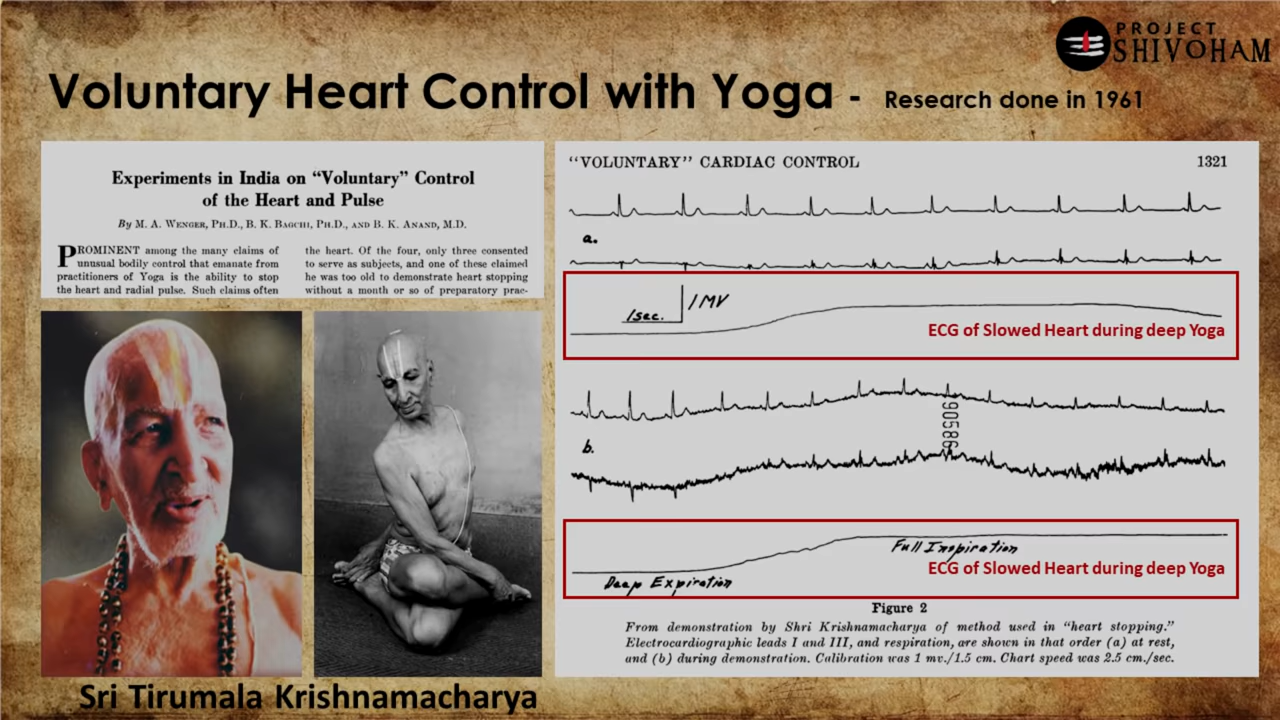 PROJECT
SHIVOHAM
Voluntary Heart Control with Yoga - Research done in 1961
Experiments in India on “Voluntary” Control
of the Heart and Pulse
By M. A. WENGER, PH.D., B. K. BAGCHI, PH.D., AND B. K. ANAND, M.D.
PROMINENT among the many claims of
unusual bodily control that emanate from
practitioners of Yoga is the ability to stop
the heart and radial pulse. Such claims often
the heart. Of the four, only three consented
to serve as subjects, and one of these claimed
he was too old to demonstrate heart stopping
without a month or so of preparatory prac-
Sri Tirumala Krishnamacharya
“VOLUNTARY” CARDIAC CONTROL 1321
a.
1sec. 1 MV
ECG of Slowed Heart during deep Yoga
b.
90586
Full Inspiration
Deep Expiration
ECG of Slowed Heart during deep Yoga
Figure 2
From demonstration by Shri Krishnamacharya of method used in “heart stopping.”
Electrocardiographic leads I and III, and respiration, are shown in that order (a) at rest,
and (b) during demonstration. Calibration was 1 mv./1.5 cm. Chart speed was 2.5 cm./sec.